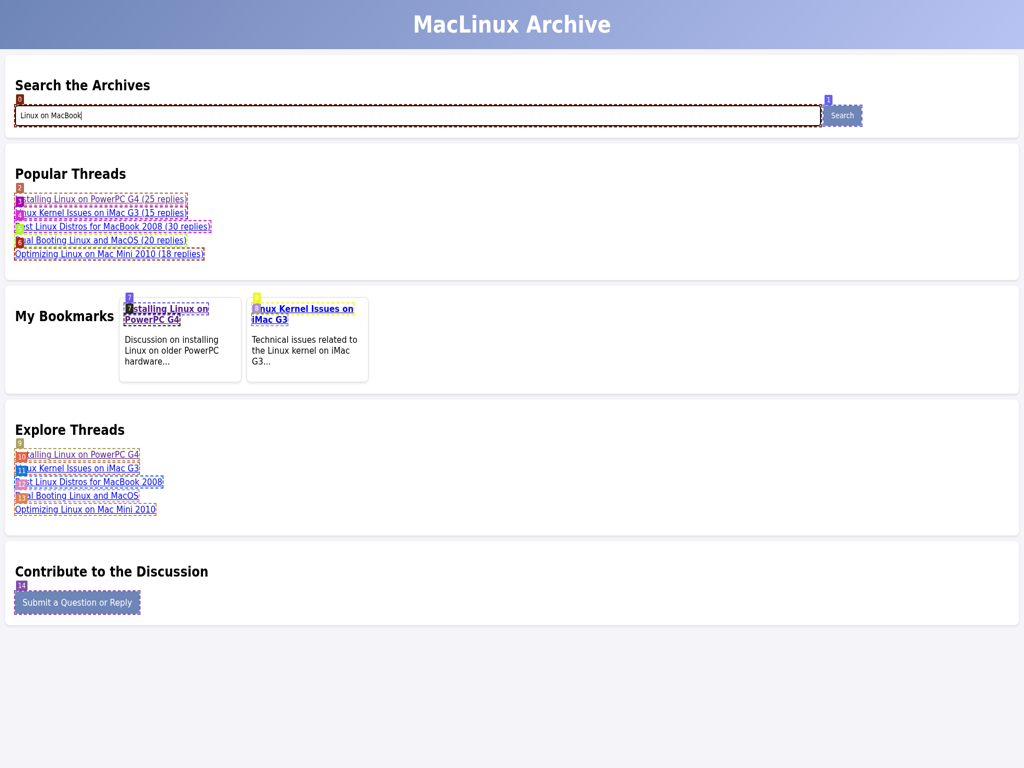 MacLinux Archive
Search the Archives
0
1
Linux on MacBook
Search
Popular Threads
2
stalling Linux on PowerPC G4 (25 replies)
3
nux Kernel Issues on iMac G3 (15 replies)
4
st Linux Distros for MacBook 2008 (30 replies)
5
al Booting Linux and MacOS (20 replies)
6
Optimizing Linux on Mac Mini 2010 (18 replies)
My Bookmarks
7
stalling Linux on
7
PowerPC G4
Discussion on installing
Linux on older PowerPC
hardware...
8
nux Kernel Issues on
8
iMac G3
Technical issues related to
the Linux kernel on iMac
G3...
Explore Threads
9
stalling Linux on PowerPC G4
10
ux Kernel Issues on iMac G3
11
st Linux Distros for MacBook 2008
12
al Booting Linux and MacOS
13
Optimizing Linux on Mac Mini 2010
Contribute to the Discussion
14
Submit a Question or Reply